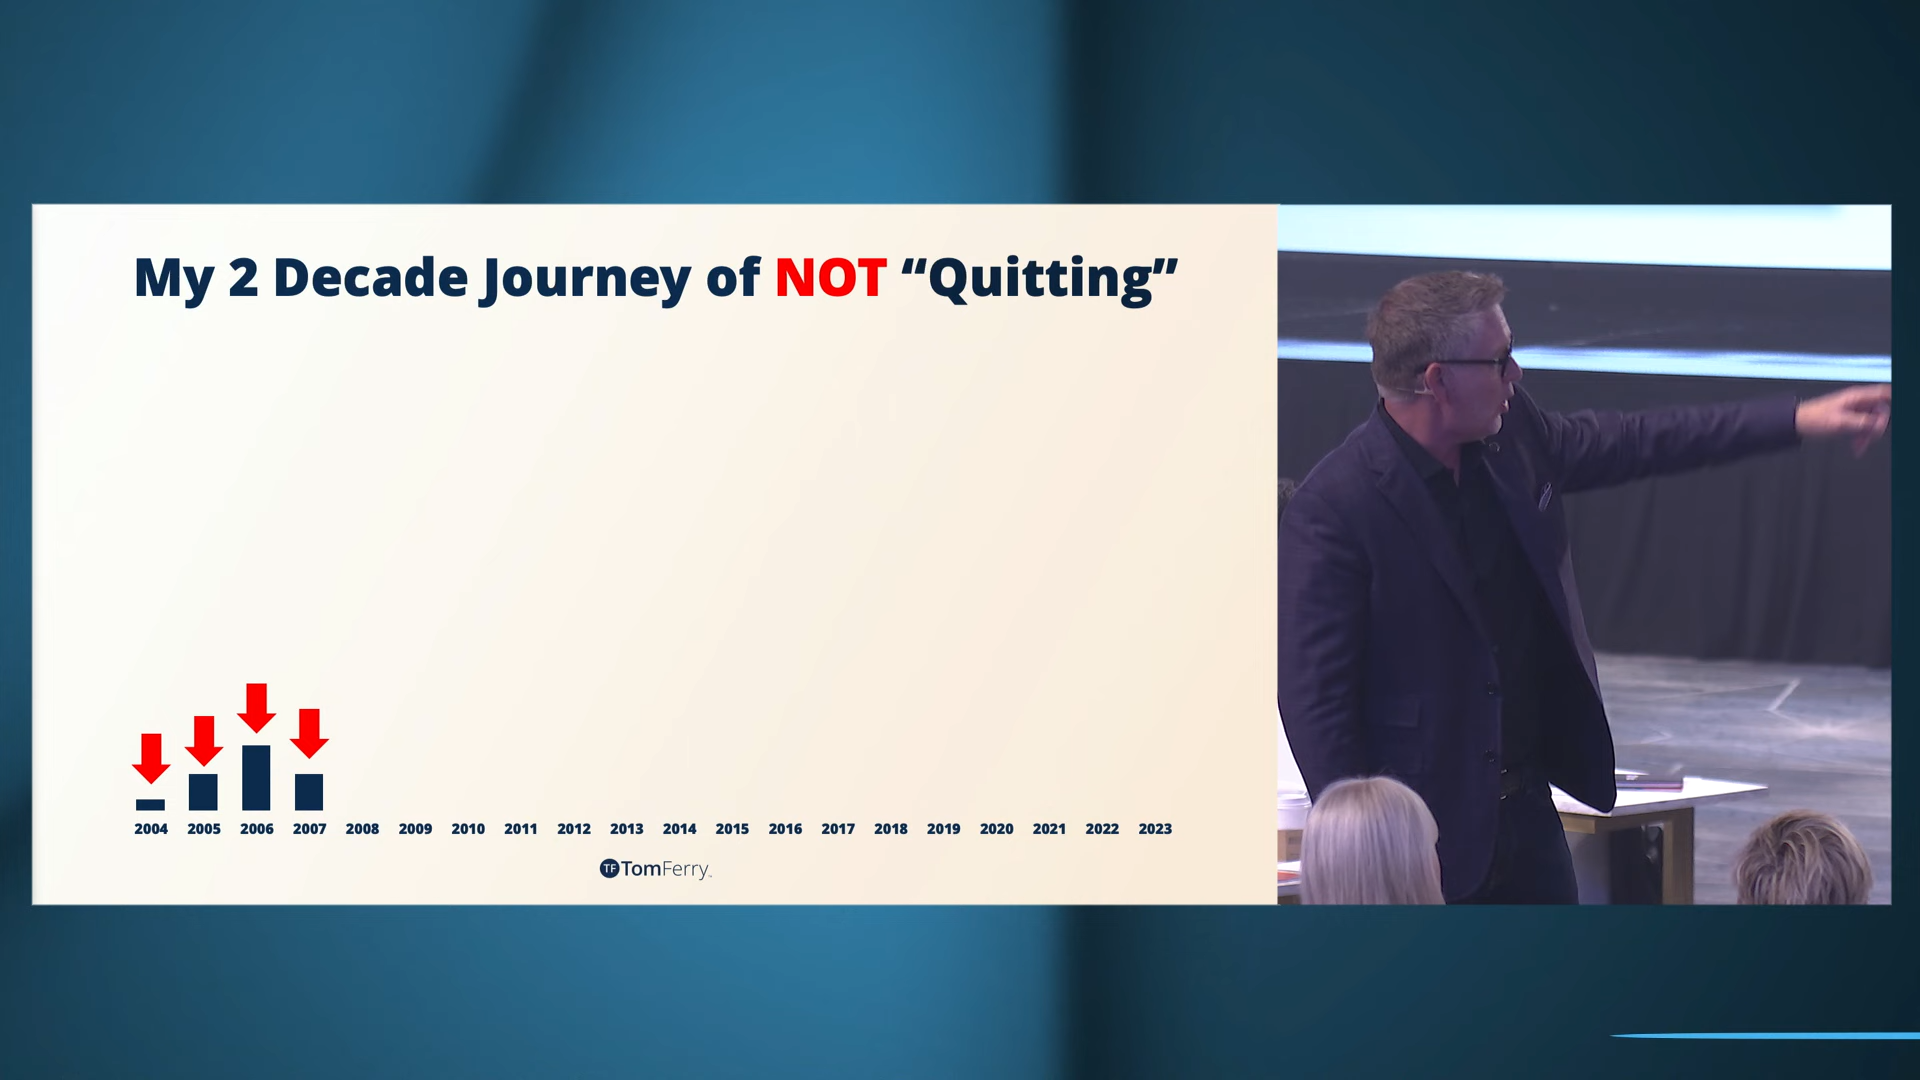 My 2 Decade Journey of NOT “Quitting”
2004 2005 2006 2007 2008 2009 2010 2011 2012 2013 2014 2015 2016 2017 2018 2019 2020 2021 2022 2023
TF TomFerry